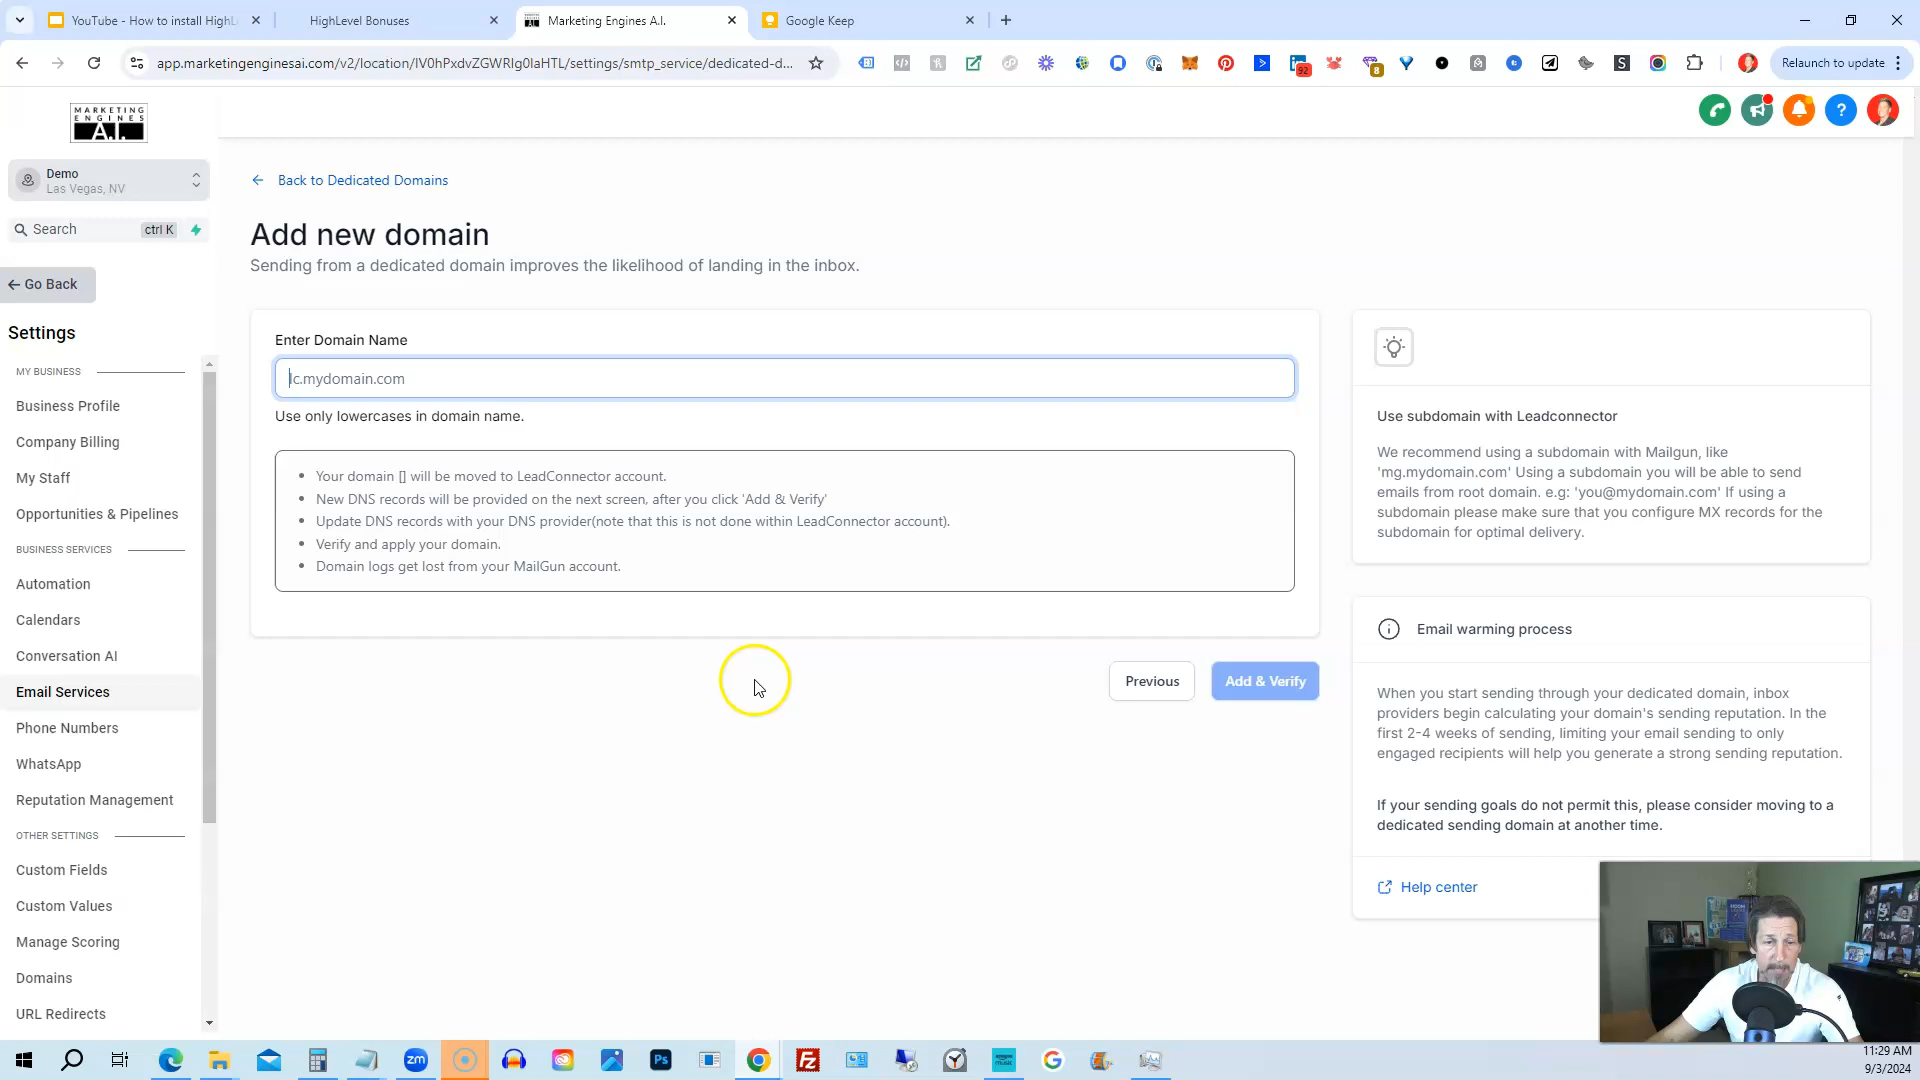 YouTube - How to install HighL
HighLevel Bonuses
Marketing Engines A.I.
Google Keep
app.marketingenginesai.com/v2/location/IV0hPxdvZGWRIg0IaHTL/settings/smtp_service/dedicated-d...
92
8
Relaunch to update
MARKETING
ENGINES
A.I.
Demo
Las Vegas, NV
Search
ctrl K
Go Back
Settings
MY BUSINESS
Business Profile
Company Billing
My Staff
Opportunities & Pipelines
BUSINESS SERVICES
Automation
Calendars
Conversation AI
Email Services
Phone Numbers
WhatsApp
Reputation Management
OTHER SETTINGS
Custom Fields
Custom Values
Manage Scoring
Domains
URL Redirects
Back to Dedicated Domains
Add new domain
Sending from a dedicated domain improves the likelihood of landing in the inbox.
Enter Domain Name
lc.mydomain.com
Use only lowercases in domain name.
Your domain [] will be moved to LeadConnector account.
New DNS records will be provided on the next screen, after you click 'Add & Verify'
Update DNS records with your DNS provider(note that this is not done within LeadConnector account).
Verify and apply your domain.
Domain logs get lost from your MailGun account.
Previous
Add & Verify
Use subdomain with Leadconnector
We recommend using a subdomain with Mailgun, like
'mg.mydomain.com' Using a subdomain you will be able to send
emails from root domain. e.g: 'you@mydomain.com' If using a
subdomain please make sure that you configure MX records for the
subdomain for optimal delivery.
Email warming process
When you start sending through your dedicated domain, inbox
providers begin calculating your domain's sending reputation. In the
first 2-4 weeks of sending, limiting your email sending to only
engaged recipients will help you generate a strong sending reputation.
If your sending goals do not permit this, please consider moving to a
dedicated sending domain at another time.
Help center
zm
Ps
amazon
music
11:29 AM
9/3/2024